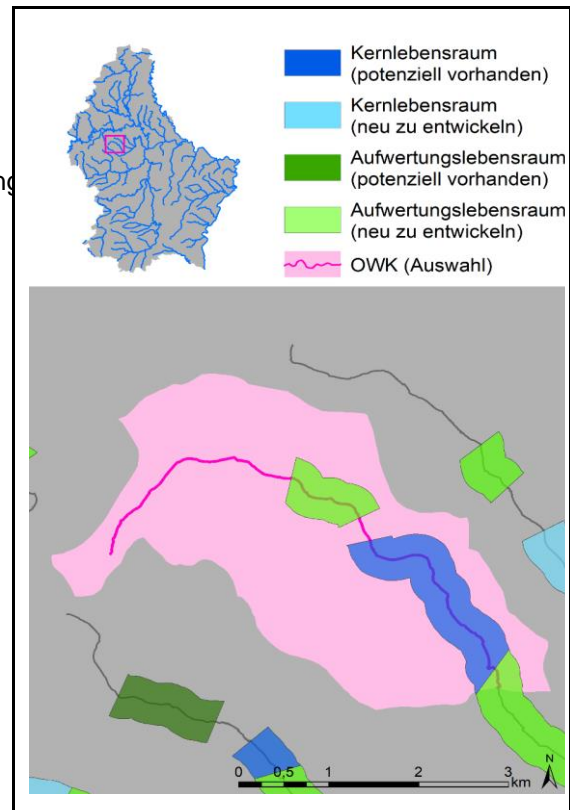 ng
Kernlebensraum
(potenziell vorhanden)
Kernlebensraum
(neu zu entwickeln)
Aufwertungslebensraum
(potenziell vorhanden)
Aufwertungslebensraum
(neu zu entwickeln)
OWK (Auswahl)
N
0 0,5 1 2 3
km